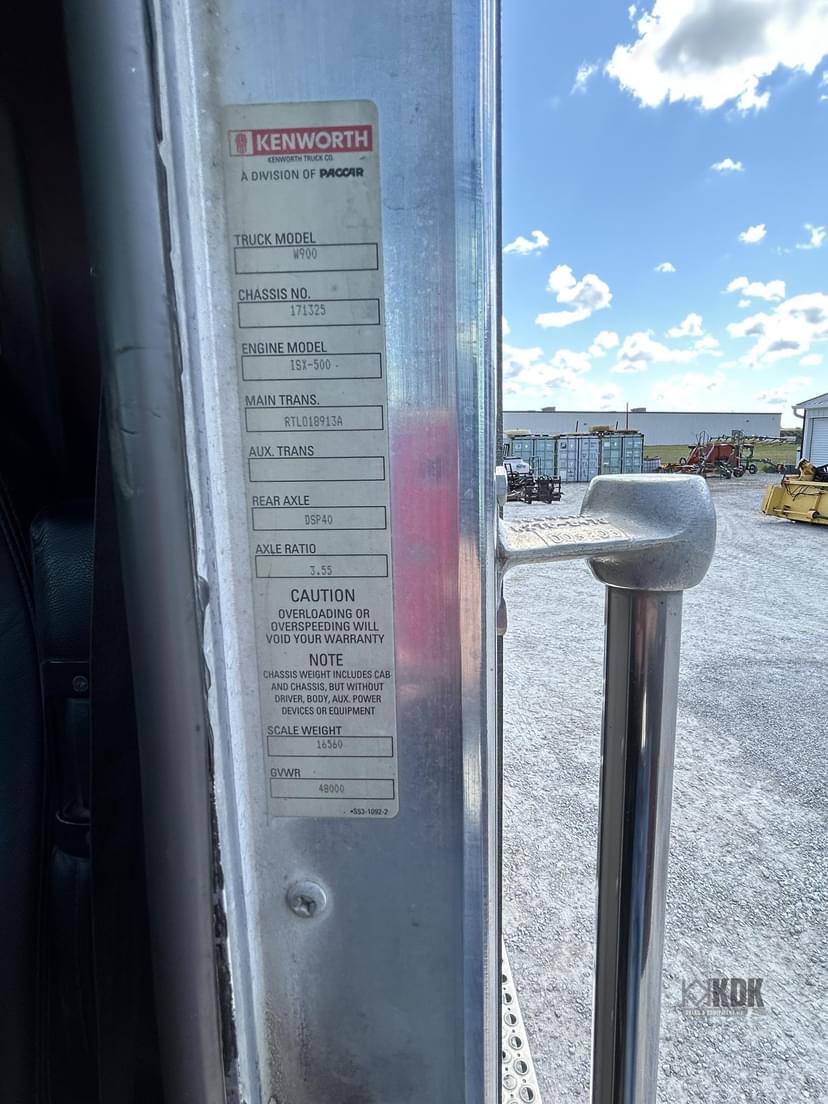 KENWORTH
KENWORTH TRUCK CO.
A DIVISION OF PACCAR
TRUCK MODEL
W900
CHASSIS NO.
171325
ENGINE MODEL
ISX-500
MAIN TRANS.
RTLO18913A
AUX. TRANS
REAR AXLE
DSP40
AXLE RATIO
3.55
CAUTION
OVERLOADING OR
OVERSPEEDING WILL
VOID YOUR WARRANTY
NOTE
CHASSIS WEIGHT INCLUDES CAB
AND CHASSIS, BUT WITHOUT
DRIVER, BODY, AUX. POWER
DEVICES OR EQUIPMENT
SCALE WEIGHT
16560
GVWR
48000
•S53-1092-2
KDK